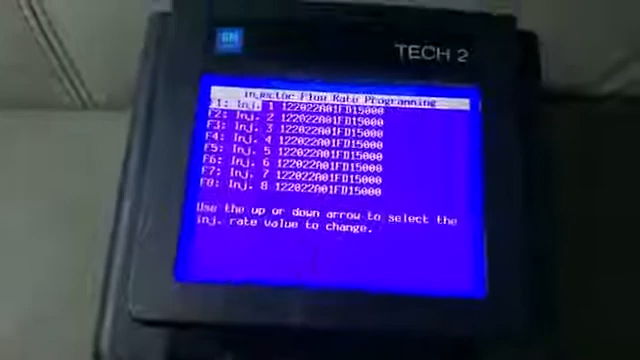 GM
TECH 2
Injector Flow Rate Programming
F1: Inj. 1 122022A01FD15000
F2: Inj. 2 122022A01FD15000
F3: Inj. 3 122022A01FD15000
F4: Inj. 4 122022A01FD15000
F5: Inj. 5 122022A01FD15000
F6: Inj. 6 122022A01FD15000
F7: Inj. 7 122022A01FD15000
F8: Inj. 8 122022A01FD15000
Use the up or down arrow to select the
inj. rate value to change.